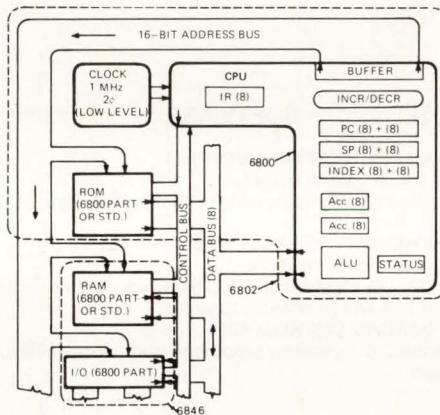 16-BIT ADDRESS BUS
CLOCK
1 MHz
2ϕ
(LOW LEVEL)
CPU
IR (8)
BUFFER
INCR/DECR
PC (8) + (8)
SP (8) + (8)
INDEX (8) + (8)
6800
Acc (8)
Acc (8)
ALU
STATUS
ROM
(6800 PART
OR STD.)
CONTROL BUS
DATA BUS (8)
RAM
(6800 PART
OR STD.)
6802
I/O (6800 PART)
6846